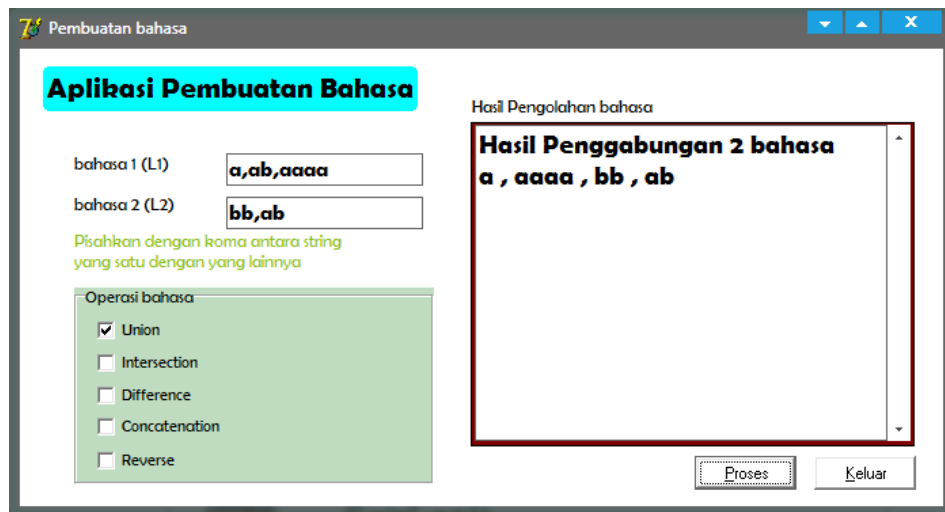 Pembuatan bahasa
Aplikasi Pembuatan Bahasa
bahasa 1 (L1)
a,ab,aaaa
bahasa 2 (L2)
bb,ab
Pisahkan dengan koma antara string
yang satu dengan yang lainnya
Operasi bahasa
Union
Intersection
Difference
Concatenation
Reverse
Hasil Pengolahan bahasa
Hasil Penggabungan 2 bahasa
a , aaaa , bb , ab
Proses
Keluar